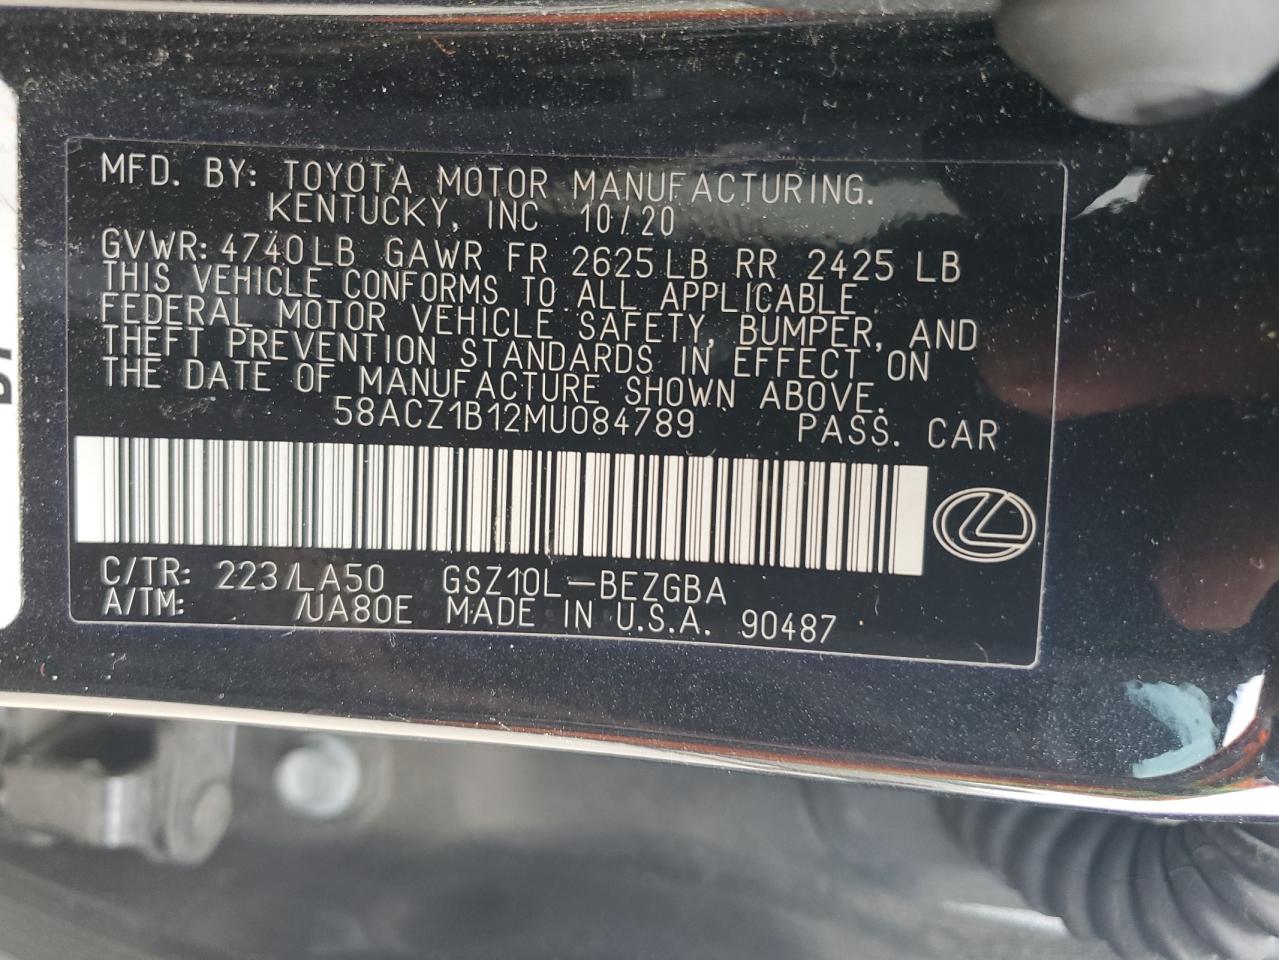 MFD. BY: TOYOTA MOTOR MANUFACTURING.
KENTUCKY, INC 10/20
GVWR: 4740 LB GAWR FR 2625 LB RR 2425 LB
THIS VEHICLE CONFORMS TO ALL APPLICABLE
FEDERAL MOTOR VEHICLE SAFETY, BUMPER, AND
THEFT PREVENTION STANDARDS IN EFFECT ON
THE DATE OF MANUFACTURE SHOWN ABOVE.
58ACZ1B12MU084789 PASS. CAR
C/TR: 223/LA50 GSZ10L-BEZGBA
A/TM: /UA80E MADE IN U.S.A. 90487